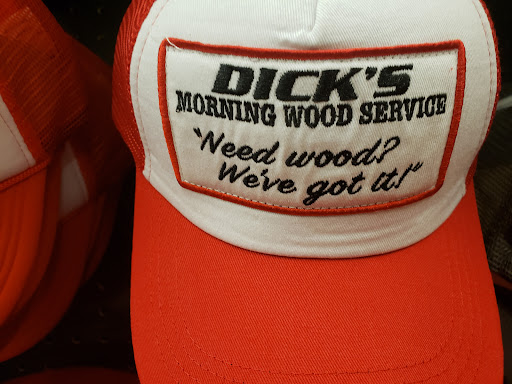 DICK'S
MORNING WOOD SERVICE
"Need wood?
We've got it!"